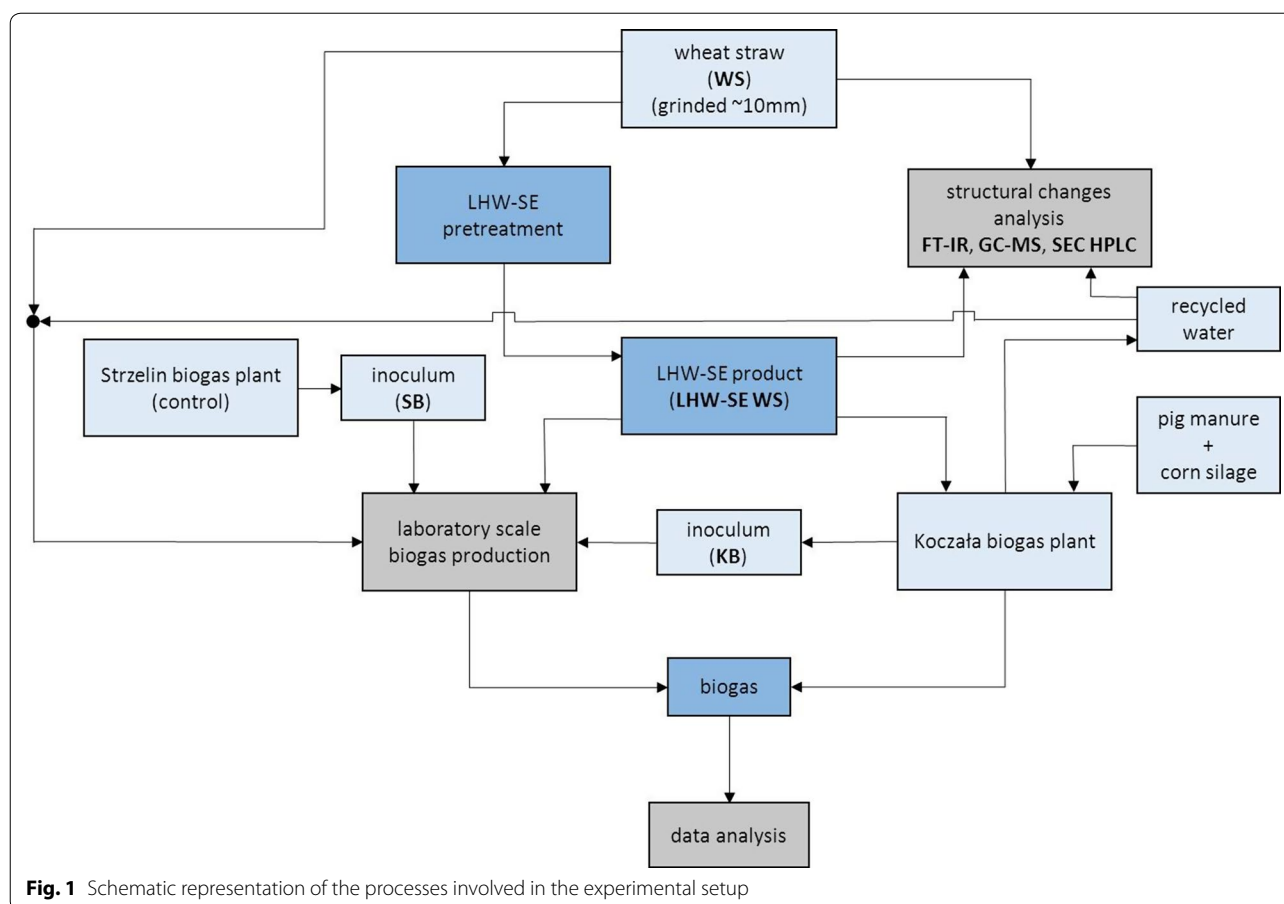 wheat straw
(WS)
(grinded ~10mm)
LHW-SE
pretreatment
structural changes
analysis
FT-IR, GC-MS, SEC HPLC
recycled
water
Strzelin biogas plant
(control)
inoculum
(SB)
LHW-SE product
(LHW-SE WS)
pig manure
+
corn silage
laboratory scale
biogas production
inoculum
(KB)
Koczała biogas plant
biogas
data analysis
Fig. 1 Schematic representation of the processes involved in the experimental setup